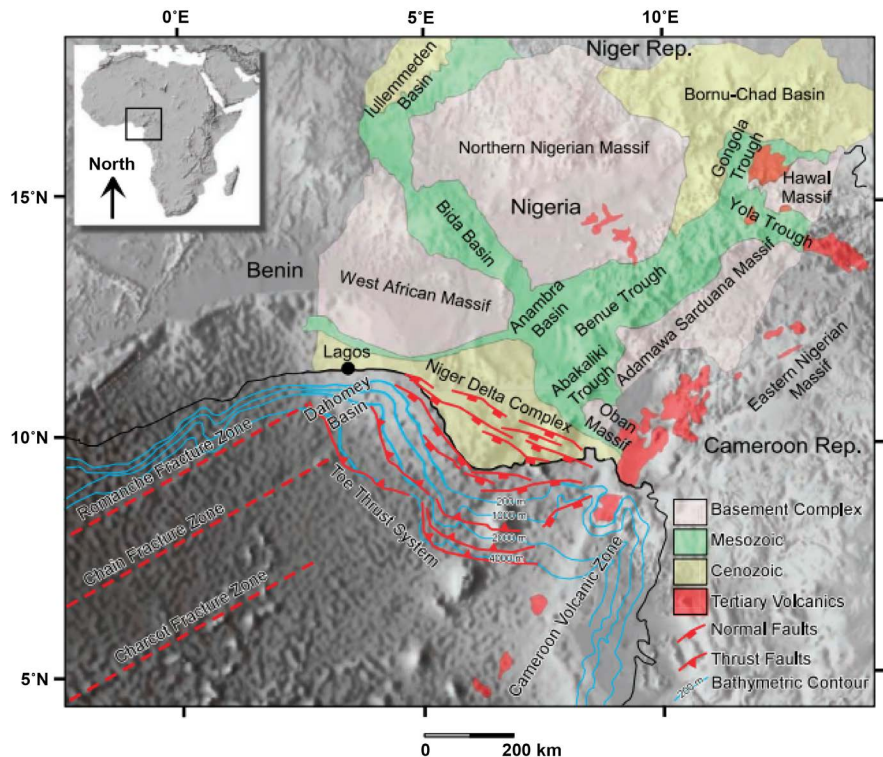 0˚E
5˚E
10˚E
Niger Rep.
Iullemmeden
Basin
Bornu-Chad Basin
North
Northern Nigerian Massif
Gongola
Trough
Hawal
Massif
15˚N
Nigeria
Yola Trough
Bida Basin
Benin
West African Massif
Anambra
Basin
Benue Trough
Adamawa Sarduana Massif
Lagos
Niger Delta Complex
Abakaliki
Trough
Eastern Nigerian
Massif
Dahomey
Basin
Oban
Massif
10˚N
Cameroon Rep.
Romanche Fracture Zone
Toe Thrust System
200 m
1000 m
2000 m
4000 m
Chain Fracture Zone
Charcot Fracture Zone
Cameroon Volcanic Zone
Basement Complex
Mesozoic
Cenozoic
Tertiary Volcanics
Normal Faults
Thrust Faults
200 m
Bathymetric Contour
5˚N
0˚E
5˚E
10˚E
0
200 km